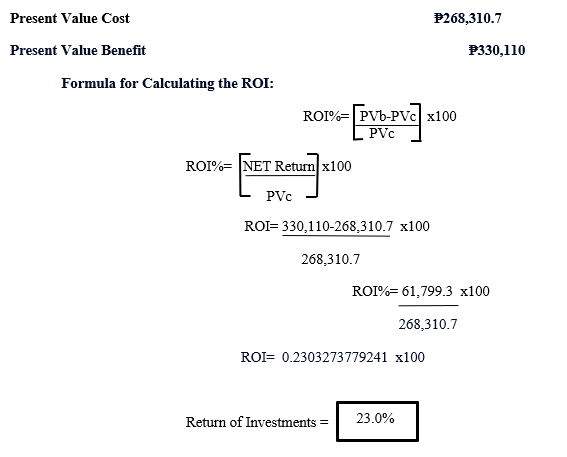 Present Value Cost ₱268,310.7
Present Value Benefit ₱330,110
Formula for Calculating the ROI:
ROI%= PVb-PVc x100
PVc
ROI%= NET Return x100
PVc
ROI= 330,110-268,310.7 x100
268,310.7
ROI%= 61,799.3 x100
268,310.7
ROI= 0.2303273779241 x100
Return of Investments = 23.0%